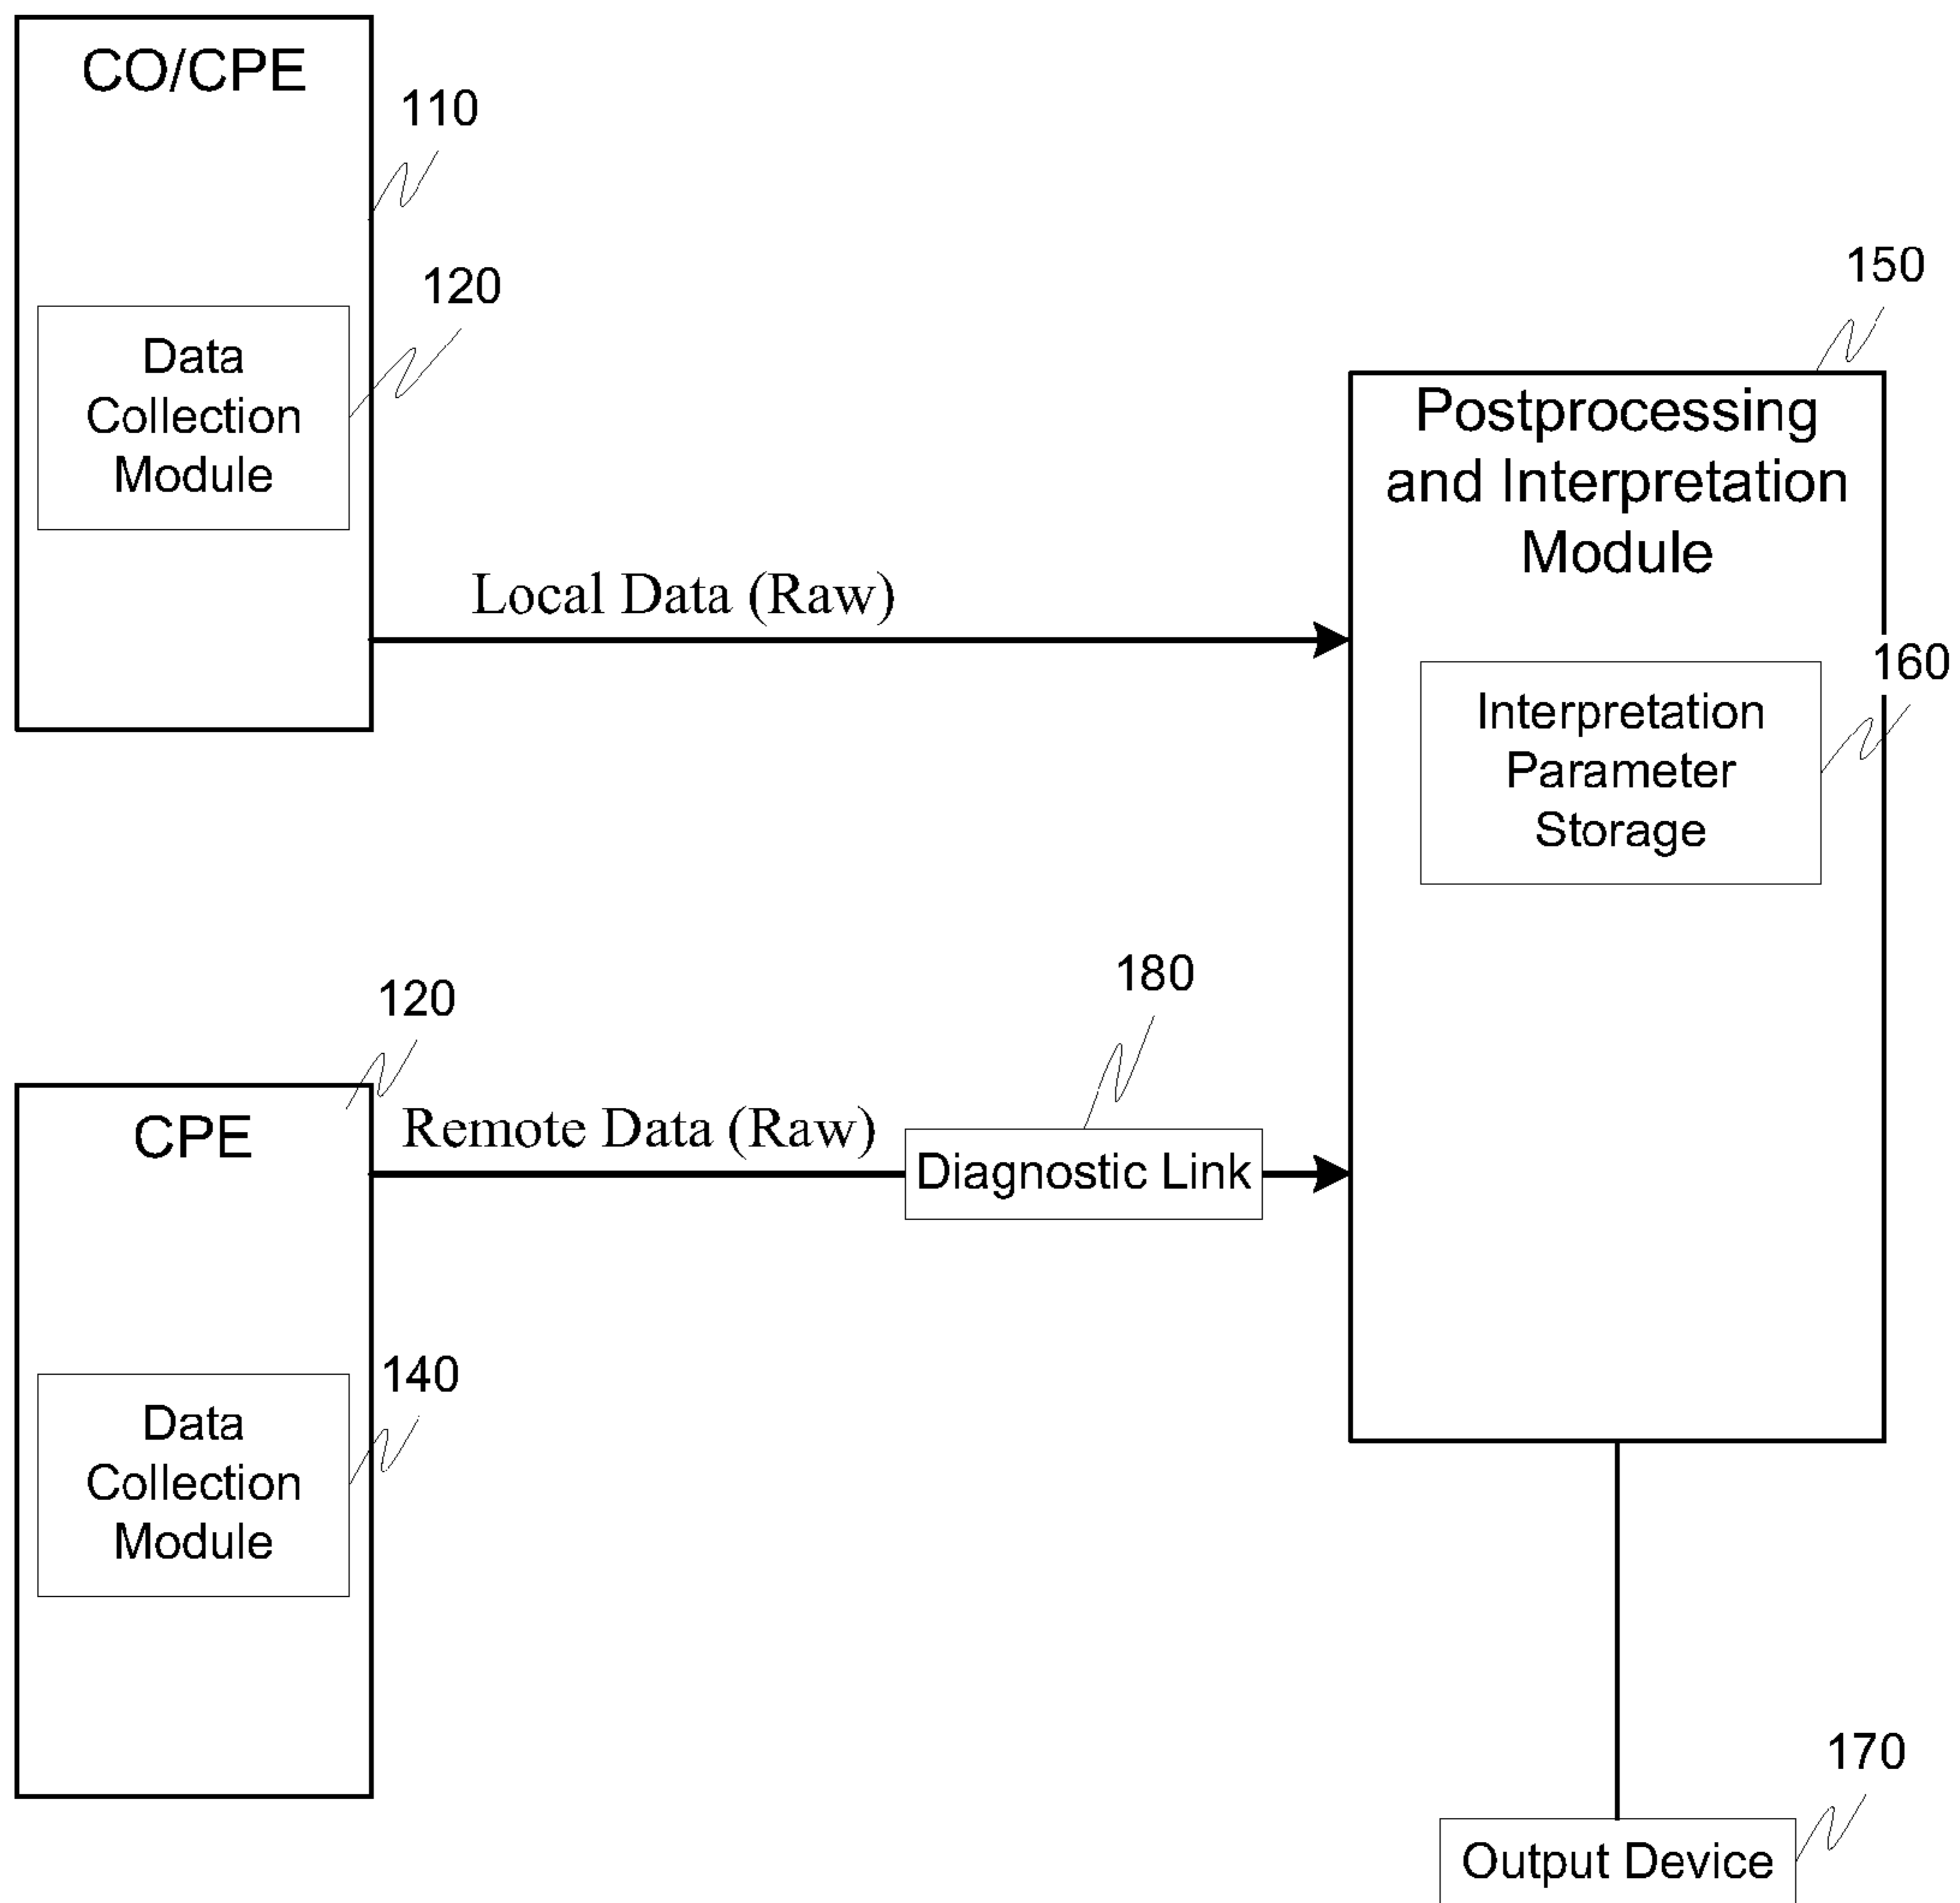 CO/CPE
110
120
Data
Collection
Module
Local Data (Raw)
150
Postprocessing
and Interpretation
Module
160
Interpretation
Parameter
Storage
120
CPE
Remote Data (Raw)
180
Diagnostic Link
140
Data
Collection
Module
170
Output Device